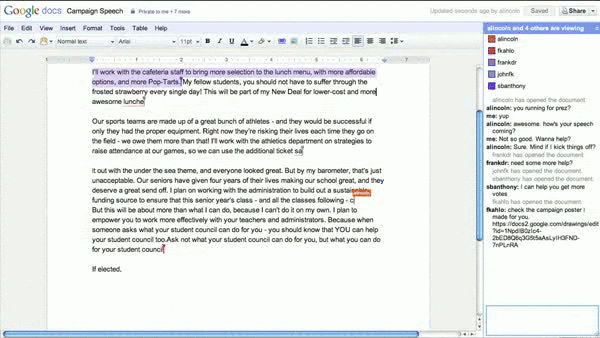 Google docs Campaign Speech Private to me + 7 more Updated seconds ago by alincoln Saved Share
File Edit View Insert Format Tools Table Help alincoln and 4 others are viewing
Normal text Arial 11pt B I U A
alincoln
fkahlo
frankdr
johnfk
sbanthony
I'll work with the cafeteria staff to bring more selection to the lunch menu, with more affordable
options, and more Pop-Tarts. My fellow students, you should not have to suffer through the
frosted strawberry every single day! This will be part of my New Deal for lower-cost and more
awesome lunche
Our sports teams are made up of a great bunch of athletes - and they would be successful if
only they had the proper equipment. Right now they're risking their lives each time they go on
the field - we owe them more than that! I'll work with the athletics department on strategies to
raise attendance at our games, so we can use the additional ticket sa
it out with the under the sea theme, and everyone looked great. But by my barometer, that's just
unacceptable. Our seniors have given four years of their lives making our school great, and they
deserve a great send off. I plan on working with the administration to build out a
funding source to ensure that this senior year's class - and all the classes following - c
But this will be about more than what I can do, because I can't do it on my own. I plan to
empower you to work more effectively with your teachers and administrators. Because when
someone asks what your student council can do for you - you should know that YOU can help
your student council too.Ask not what your student council can do for you, but what you can do
for your student council
If elected,
alincoln has opened the document.
alincoln: you running for prez?
me: yup
alincoln: awesome. how's your speech coming?
me: Not so good. Wanna help?
alincoln: Sure. Mind if I kick things off?
frankdr has opened the document.
frankdr: need some more help?
johnfk has opened the document.
sbanthony has opened the document.
sbanthony: I can help you get more votes
fkahlo has opened the document.
fkahlo: check the campaign poster i made for you.
https://docs2.google.com/drawings/edit